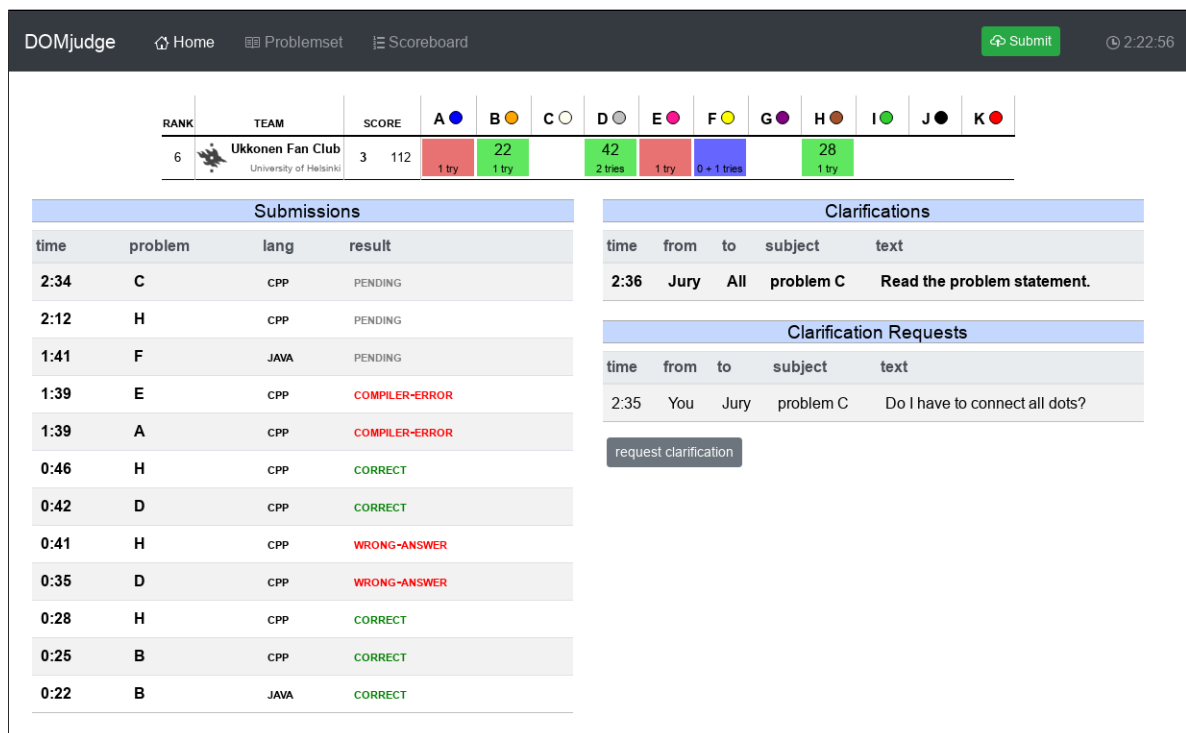 DOMjudge Home Problemset Scoreboard Submit 2:22:56
RANK TEAM SCORE A B C D E F G H I J K
6 Ukkonen Fan Club 3 112 22 42 28
University of Helsinki 1 try 1 try 2 tries 1 try 0 + 1 tries 1 try
Submissions
time problem lang result
2:34 C CPP PENDING
2:12 H CPP PENDING
1:41 F JAVA PENDING
1:39 E CPP COMPILER-ERROR
1:39 A CPP COMPILER-ERROR
0:46 H CPP CORRECT
0:42 D CPP CORRECT
0:41 H CPP WRONG-ANSWER
0:35 D CPP WRONG-ANSWER
0:28 H CPP CORRECT
0:25 B CPP CORRECT
0:22 B JAVA CORRECT
Clarifications
time from to subject text
2:36 Jury All problem C Read the problem statement.
Clarification Requests
time from to subject text
2:35 You Jury problem C Do I have to connect all dots?
request clarification